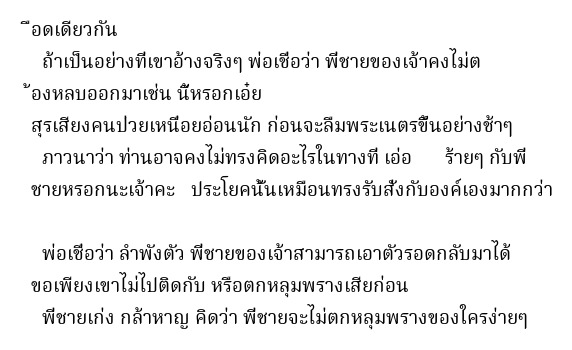 ือดเดียวกัน
ถ้าเป็นอย่างที่เขาอ้างจริงๆ พ่อเชื่อว่า พี่ชายของเจ้าคงไม่ต
้องหลบออกมาเช่น นี้หรอกเอ๋ย
สุรเสียงคนป่วยเหนื่อยอ่อนนัก ก่อนจะลืมพระเนตรขึ้นอย่างช้าๆ
ภาวนาว่า ท่านอาจคงไม่ทรงคิดอะไรในทางที่ เอ่อ ร้ายๆ กับพี่
ชายหรอกนะเจ้าคะ ประโยคนั้นเหมือนทรงรับสั่งกับองค์เองมากกว่า
พ่อเชื่อว่า ลำพังตัว พี่ชายของเจ้าสามารถเอาตัวรอดกลับมาได้
ขอเพียงเขาไม่ไปติดกับ หรือตกหลุมพรางเสียก่อน
พี่ชายเก่ง กล้าหาญ คิดว่า พี่ชายจะไม่ตกหลุมพรางของใครง่ายๆ